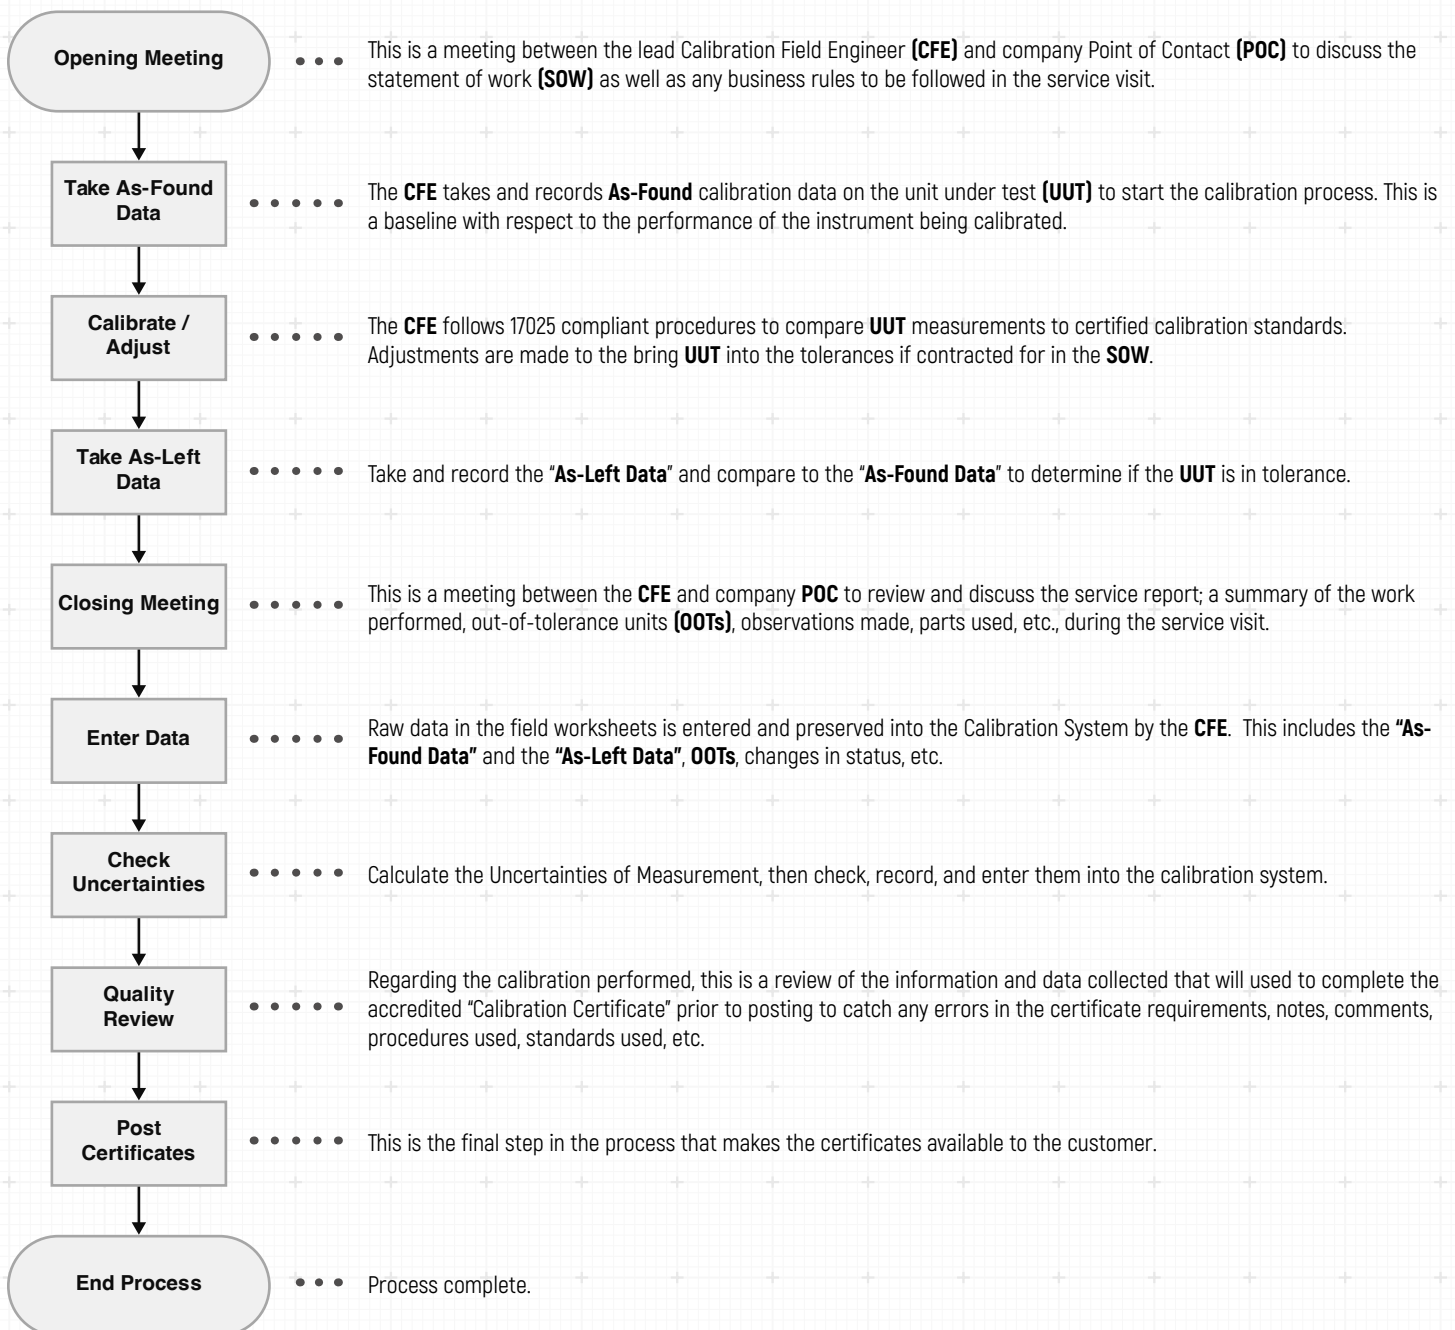 Opening Meeting
This is a meeting between the lead Calibration Field Engineer (CFE) and company Point of Contact (POC) to discuss the
statement of work (SOW) as well as any business rules to be followed in the service visit.
Take As-Found
Data
The CFE takes and records As-Found calibration data on the unit under test (UUT) to start the calibration process. This is
a baseline with respect to the performance of the instrument being calibrated.
Calibrate /
Adjust
The CFE follows 17025 compliant procedures to compare UUT measurements to certified calibration standards.
Adjustments are made to the bring UUT into the tolerances if contracted for in the SOW.
Take As-Left
Data
Take and record the “As-Left Data” and compare to the “As-Found Data” to determine if the UUT is in tolerance.
Closing Meeting
This is a meeting between the CFE and company POC to review and discuss the service report; a summary of the work
performed, out-of-tolerance units (OOTs), observations made, parts used, etc., during the service visit.
Enter Data
Raw data in the field worksheets is entered and preserved into the Calibration System by the CFE. This includes the “As-
Found Data” and the “As-Left Data”, OOTs, changes in status, etc.
Check
Uncertainties
Calculate the Uncertainties of Measurement, then check, record, and enter them into the calibration system.
Quality
Review
Regarding the calibration performed, this is a review of the information and data collected that will used to complete the
accredited “Calibration Certificate” prior to posting to catch any errors in the certificate requirements, notes, comments,
procedures used, standards used, etc.
Post
Certificates
This is the final step in the process that makes the certificates available to the customer.
End Process
Process complete.